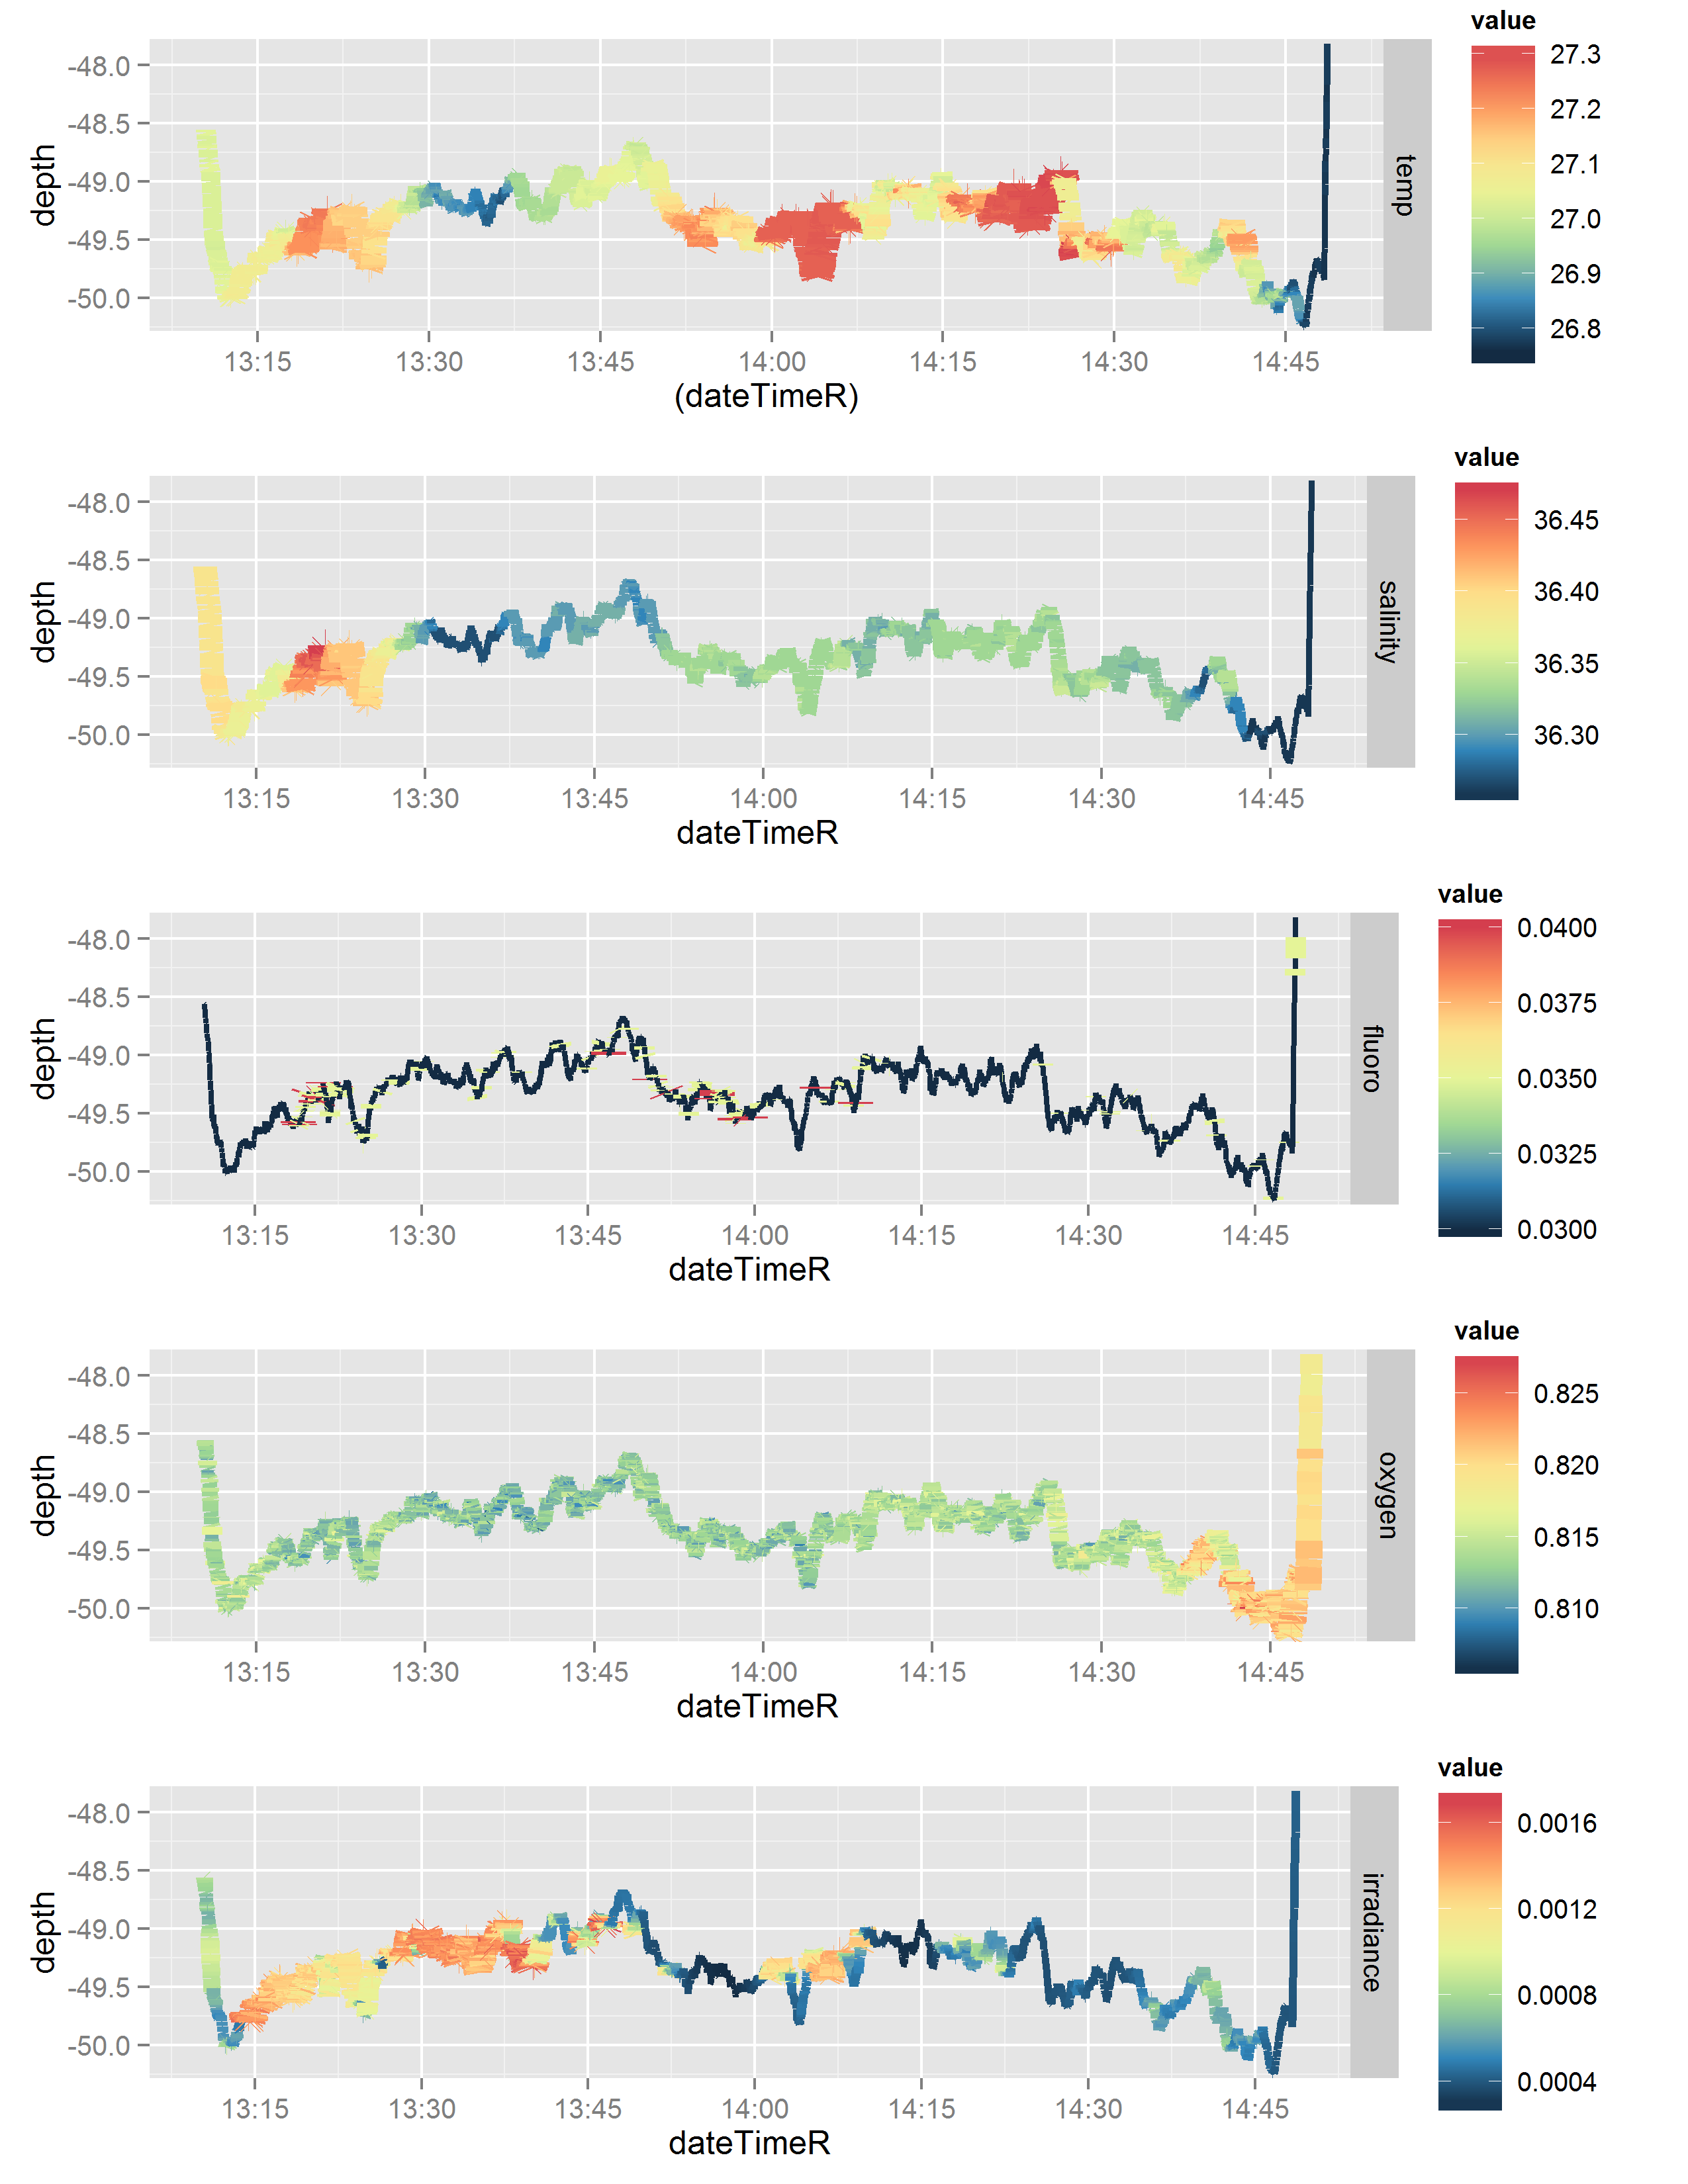 value
-48.0
-48.5
-49.0
-49.5
-50.0
depth
temp
27.3
27.2
27.1
27.0
26.9
26.8
13:15 13:30 13:45 14:00 14:15 14:30 14:45
(dateTimeR)
value
-48.0
-48.5
-49.0
-49.5
-50.0
depth
salinity
36.45
36.40
36.35
36.30
13:15 13:30 13:45 14:00 14:15 14:30 14:45
dateTimeR
value
-48.0
-48.5
-49.0
-49.5
-50.0
depth
fluoro
0.0400
0.0375
0.0350
0.0325
0.0300
13:15 13:30 13:45 14:00 14:15 14:30 14:45
dateTimeR
value
-48.0
-48.5
-49.0
-49.5
-50.0
depth
oxygen
0.825
0.820
0.815
0.810
13:15 13:30 13:45 14:00 14:15 14:30 14:45
dateTimeR
value
-48.0
-48.5
-49.0
-49.5
-50.0
depth
irradiance
0.0016
0.0012
0.0008
0.0004
13:15 13:30 13:45 14:00 14:15 14:30 14:45
dateTimeR